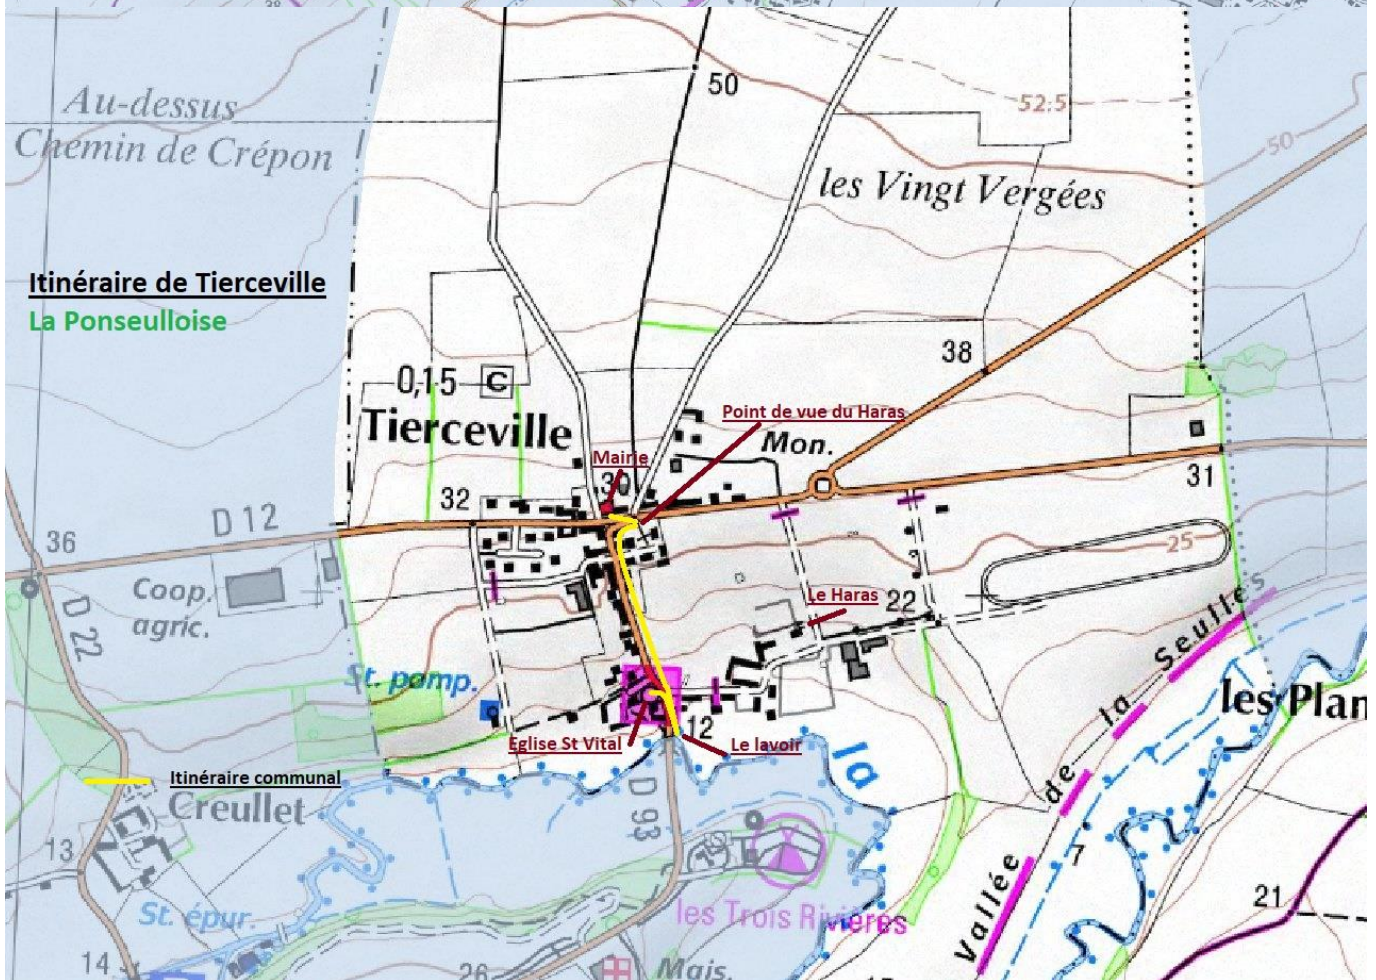 38
50
52.5
Au-dessus
Chemin de Crépon
50
les Vingt Vergées
Itinéraire de Tierceville
La Ponseulloise
38
0,15 C
Point de vue du Haras
Tierceville
Mon.
Mairie
30
31
32
D 12
36
25
Coop.
agric.
D 22
Le Haras
22
Vallée de la Seulles
St. pomp.
les Plan
12
Eglise St Vital
Le lavoir
la
Itinéraire communal
Creullet
D 93
13
7
21
St. épur.
les Trois Rivières
14
26
Mais.